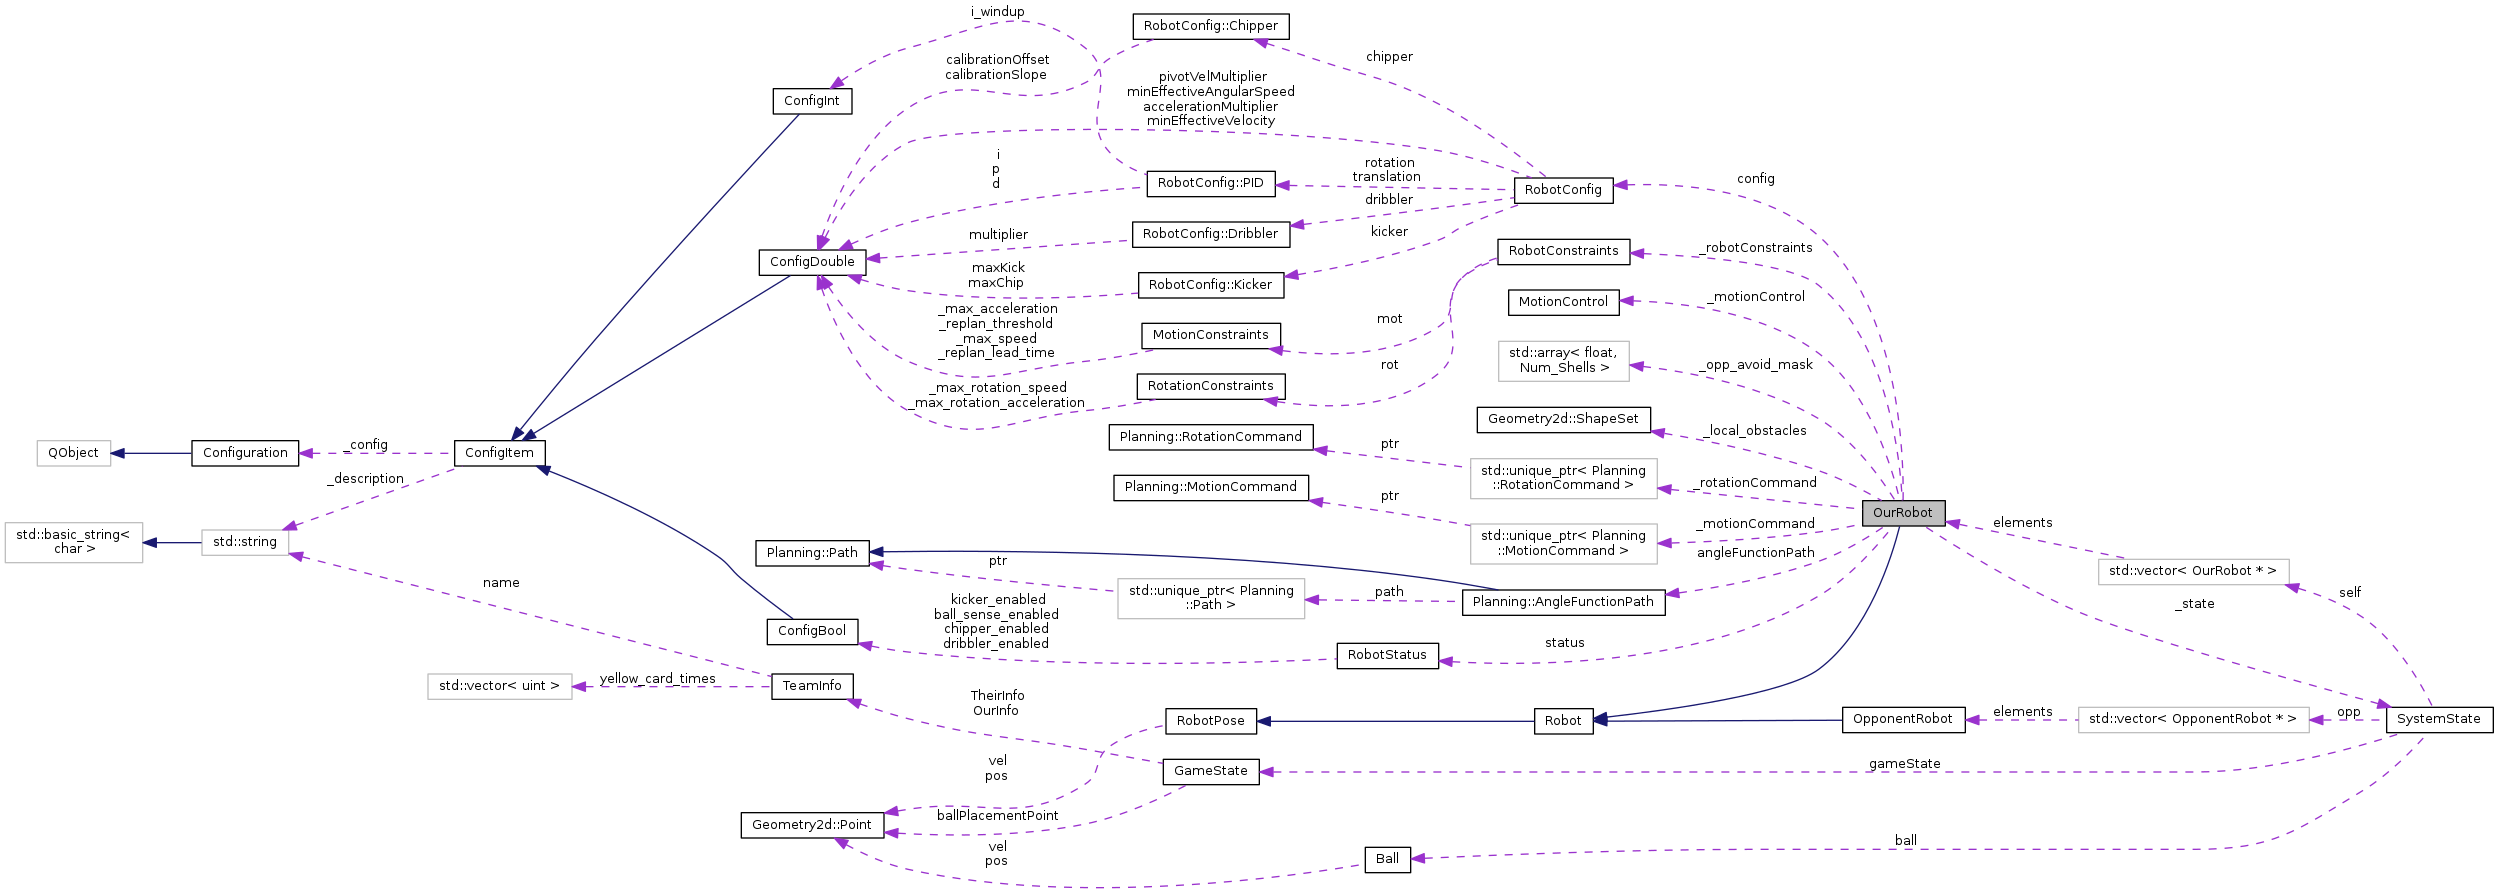 i_windup
RobotConfig::Chipper
chipper
calibrationOffset
calibrationSlope
pivotVelMultiplier
minEffectiveAngularSpeed
accelerationMultiplier
minEffectiveVelocity
ConfigInt
i
p
d
RobotConfig::PID
rotation
translation
RobotConfig
config
dribbler
multiplier
RobotConfig::Dribbler
kicker
ConfigDouble
maxKick
maxChip
RobotConfig::Kicker
RobotConstraints
_robotConstraints
MotionControl
_motionControl
_max_acceleration
_replan_threshold
_max_speed
_replan_lead_time
MotionConstraints
mot
std::array< float,
Num_Shells >
_opp_avoid_mask
rot
_max_rotation_speed
_max_rotation_acceleration
RotationConstraints
Geometry2d::ShapeSet
_local_obstacles
Planning::RotationCommand
ptr
std::unique_ptr< Planning
::RotationCommand >
_rotationCommand
QObject
Configuration
_config
ConfigItem
_description
Planning::MotionCommand
ptr
std::unique_ptr< Planning
::MotionCommand >
_motionCommand
OurRobot
elements
std::basic_string<
char >
std::string
Planning::Path
ptr
angleFunctionPath
std::vector< OurRobot * >
self
name
std::unique_ptr< Planning
::Path >
path
Planning::AngleFunctionPath
_state
kicker_enabled
ball_sense_enabled
chipper_enabled
dribbler_enabled
ConfigBool
RobotStatus
status
std::vector< uint >
yellow_card_times
TeamInfo
TheirInfo
OurInfo
RobotPose
Robot
OpponentRobot
elements
std::vector< OpponentRobot * >
opp
SystemState
vel
pos
GameState
gameState
Geometry2d::Point
ballPlacementPoint
vel
pos
Ball
ball